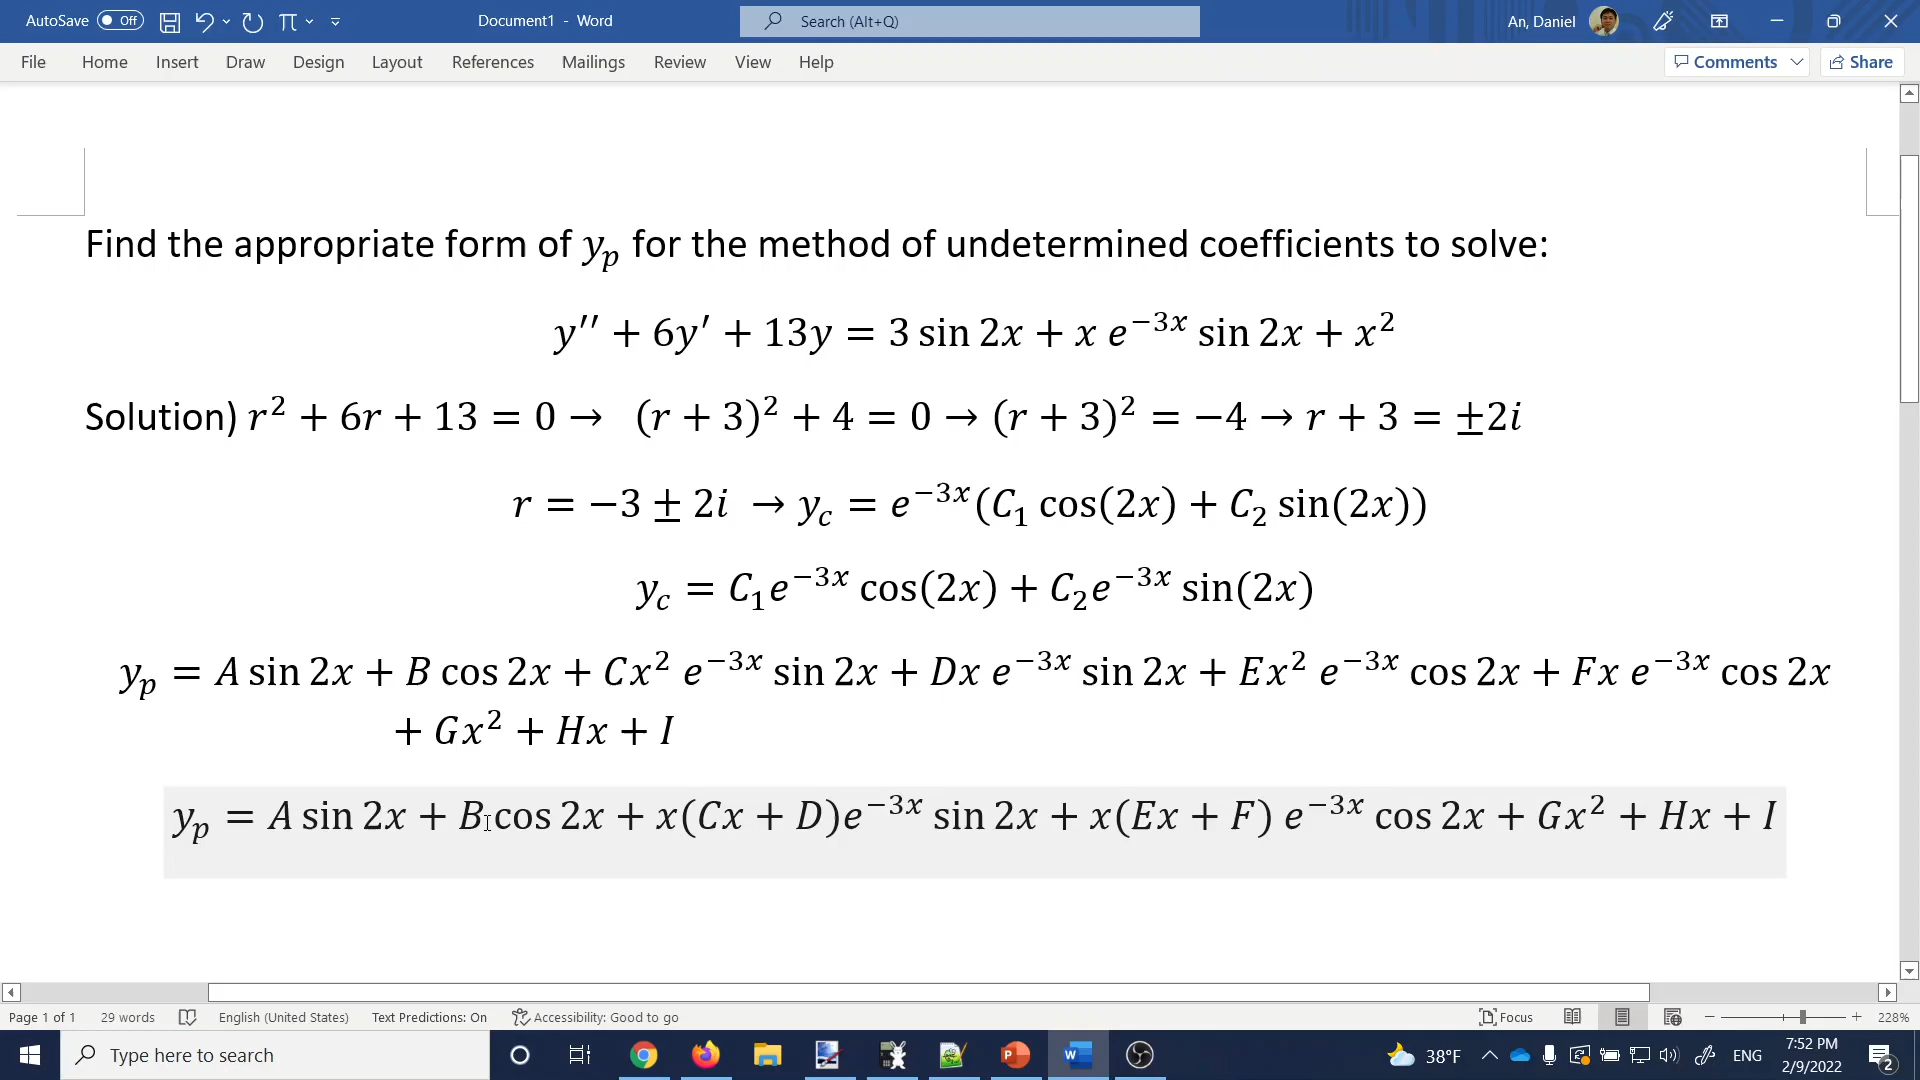 AutoSave Off Document1 - Word Search (Alt+Q) An, Daniel
File Home Insert Draw Design Layout References Mailings Review View Help Comments Share
Find the appropriate form of yₚ for the method of undetermined coefficients to solve:
y′′ + 6y′ + 13y = 3 sin 2x + x e⁻³ˣ sin 2x + x²
Solution) r² + 6r + 13 = 0 → (r + 3)² + 4 = 0 → (r + 3)² = −4 → r + 3 = ±2i
r = −3 ± 2i → y_c = e⁻³ˣ(C₁ cos(2x) + C₂ sin(2x))
y_c = C₁e⁻³ˣ cos(2x) + C₂e⁻³ˣ sin(2x)
yₚ = A sin 2x + B cos 2x + Cx² e⁻³ˣ sin 2x + Dx e⁻³ˣ sin 2x + Ex² e⁻³ˣ cos 2x + Fx e⁻³ˣ cos 2x
+ Gx² + Hx + I
yₚ = A sin 2x + B cos 2x + x(Cx + D)e⁻³ˣ sin 2x + x(Ex + F) e⁻³ˣ cos 2x + Gx² + Hx + I
Page 1 of 1 29 words English (United States) Text Predictions: On Accessibility: Good to go Focus 228%
Type here to search 38°F ENG 7:52 PM
2/9/2022 2